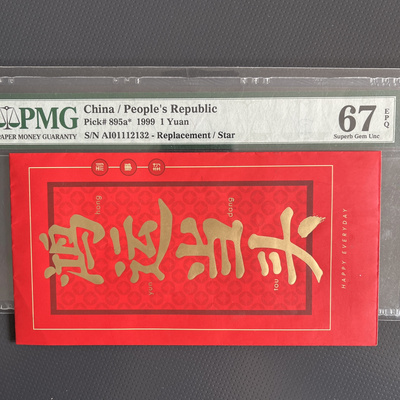 PMG
PAPER MONEY GUARANTY
China / People's Republic
Pick# 895a* 1999 1 Yuan
S/N AI01112132 - Replacement / Star
67 EPQ
Superb Gem Unc
鸿运当头
hong
yun
dang
tou
HAPPY EVERYDAY